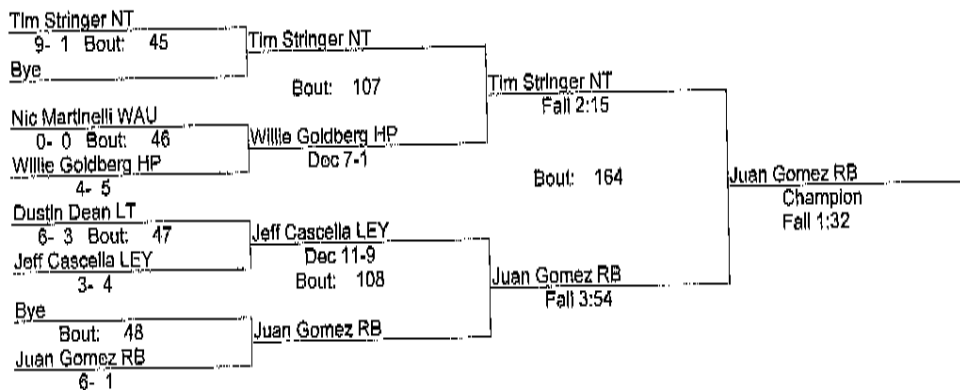 Tim Stringer NT
9- 1 Bout: 45
Bye
Tim Stringer NT
Bout: 107
Nic Martinelli WAU
0- 0 Bout: 46
Willie Goldberg HP
4- 5
Willie Goldberg HP
Dec 7-1
Tim Stringer NT
Fall 2:15
Bout: 164
Dustin Dean LT
6- 3 Bout: 47
Jeff Cascella LEY
3- 4
Jeff Cascella LEY
Dec 11-9
Bout: 108
Bye
Bout: 48
Juan Gomez RB
6- 1
Juan Gomez RB
Juan Gomez RB
Fall 3:54
Juan Gomez RB
Champion
Fall 1:32